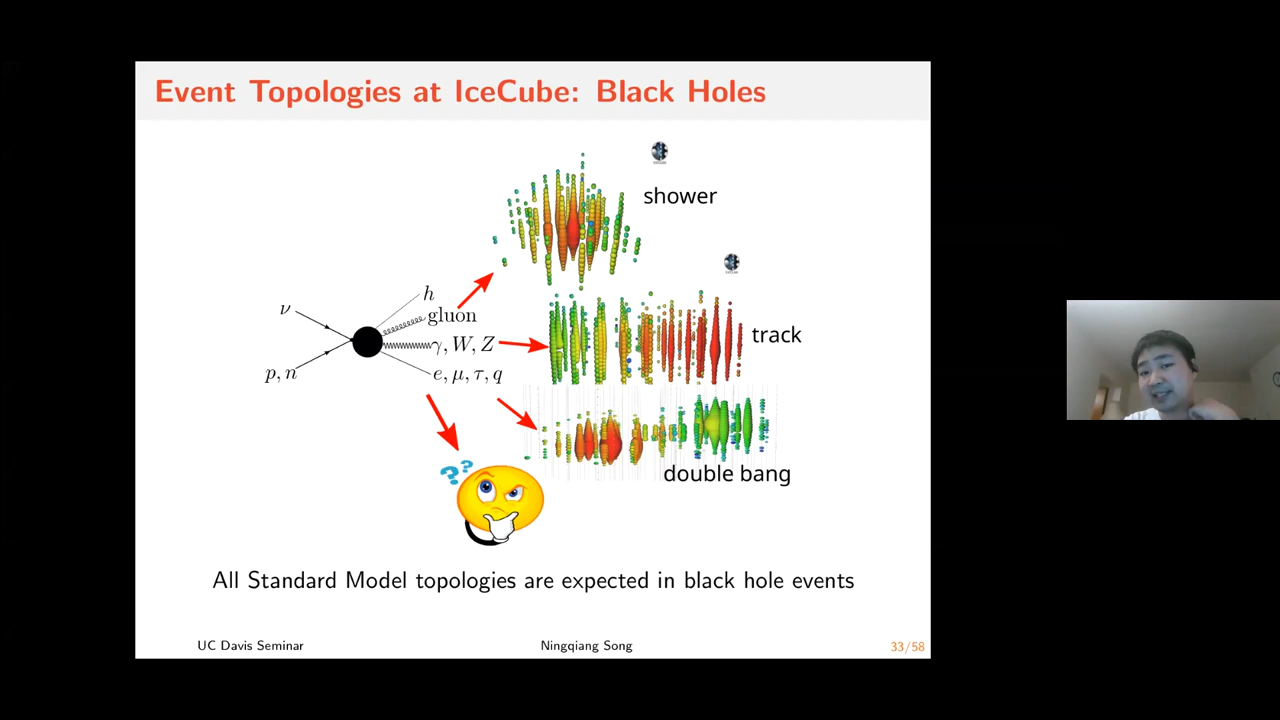 Event Topologies at IceCube: Black Holes
shower
h
ν
gluon
track
γ, W, Z
p, n
e, μ, τ, q
??
double bang
All Standard Model topologies are expected in black hole events
UC Davis Seminar
Ningqiang Song
33/58